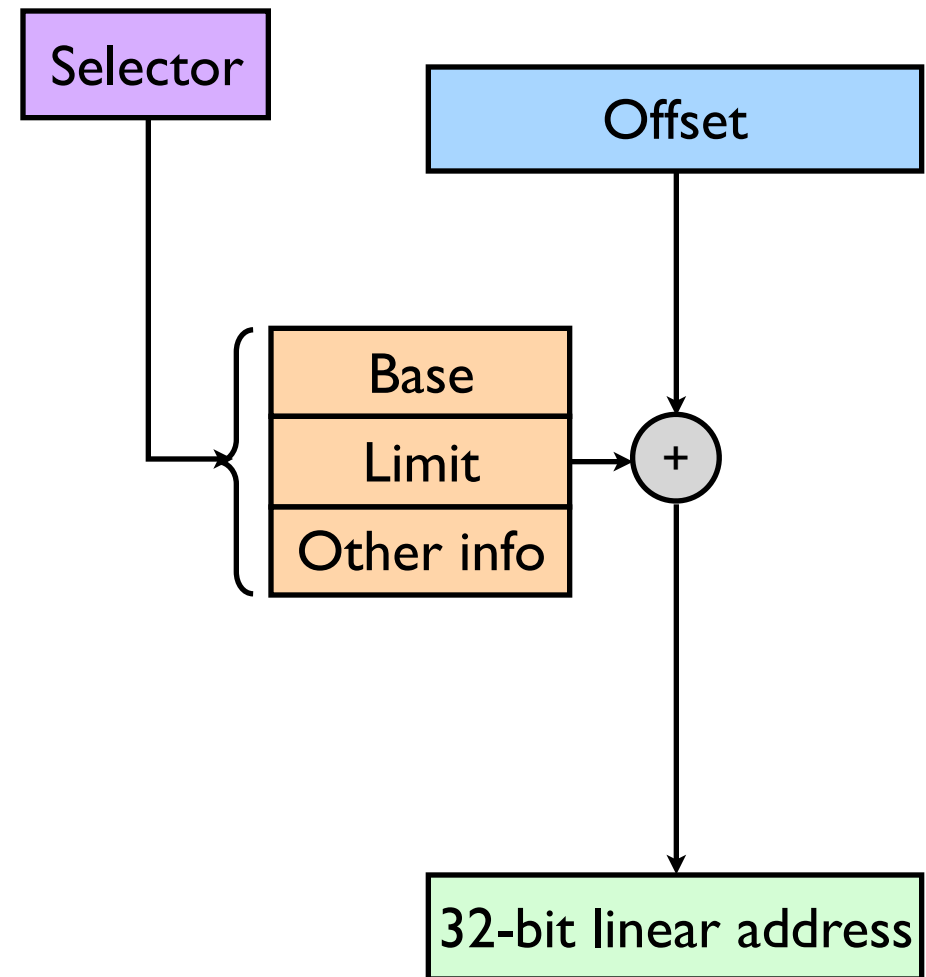 Selector
Offset
Base
Limit
+
Other info
32-bit linear address